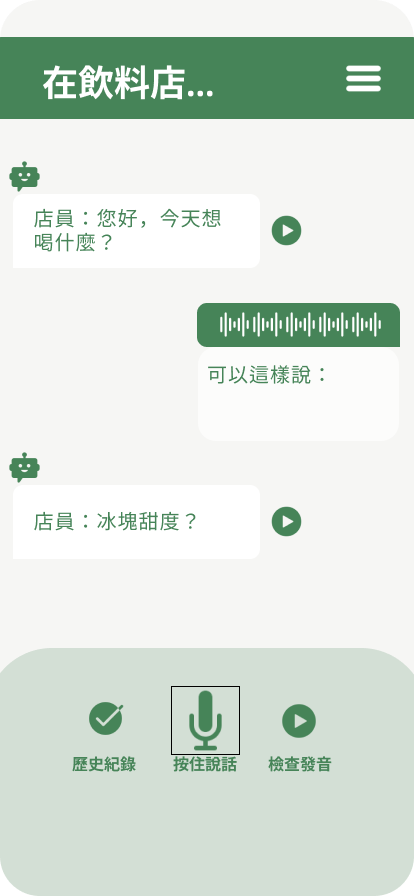 在飲料店...
店員：您好，今天想
喝什麼？
可以這樣說：
店員：冰塊甜度？
歷史紀錄
按住說話
檢查發音